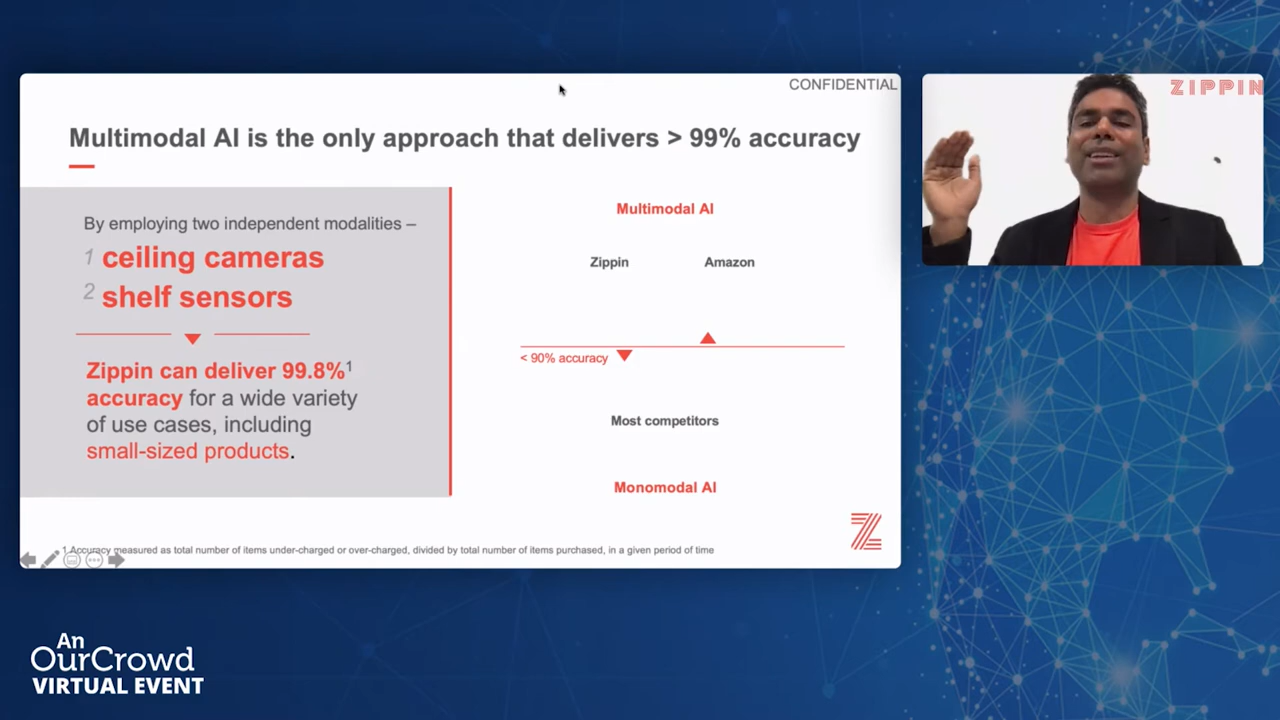 CONFIDENTIAL
Multimodal AI is the only approach that delivers > 99% accuracy
By employing two independent modalities –
1 ceiling cameras
2 shelf sensors
Zippin can deliver 99.8%1
accuracy for a wide variety
of use cases, including
small-sized products.
Multimodal AI
Zippin Amazon
< 90% accuracy
Most competitors
Monomodal AI
1 Accuracy measured as total number of items under-charged or over-charged, divided by total number of items purchased, in a given period of time
Z
ZIPPIN
An
OurCrowd
VIRTUAL EVENT